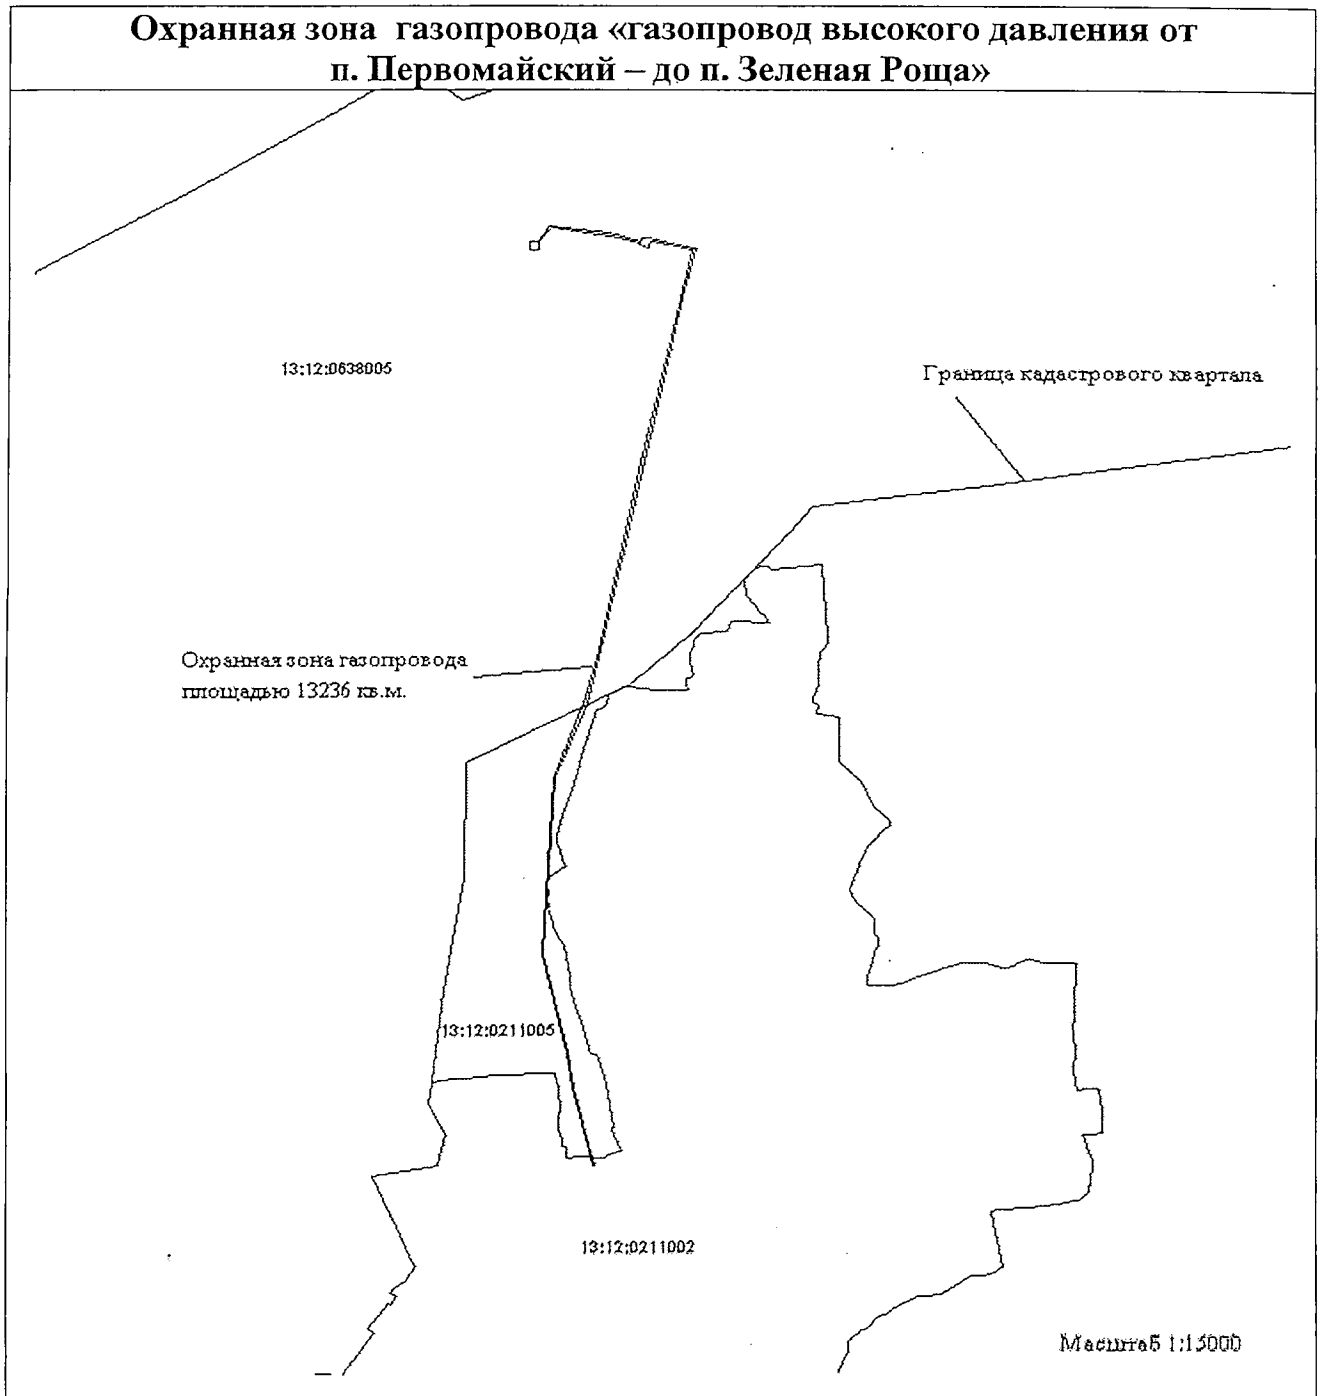 Охранная зона газопровода «газопровод высокого давления от
п. Первомайский – до п. Зеленая Роща»
13:12:0638005
Граница кадастрового квартала
Охранная зона газопровода
площадью 13236 кв.м.
13:12:0211005
13:12:0211002
Масштаб 1:15000